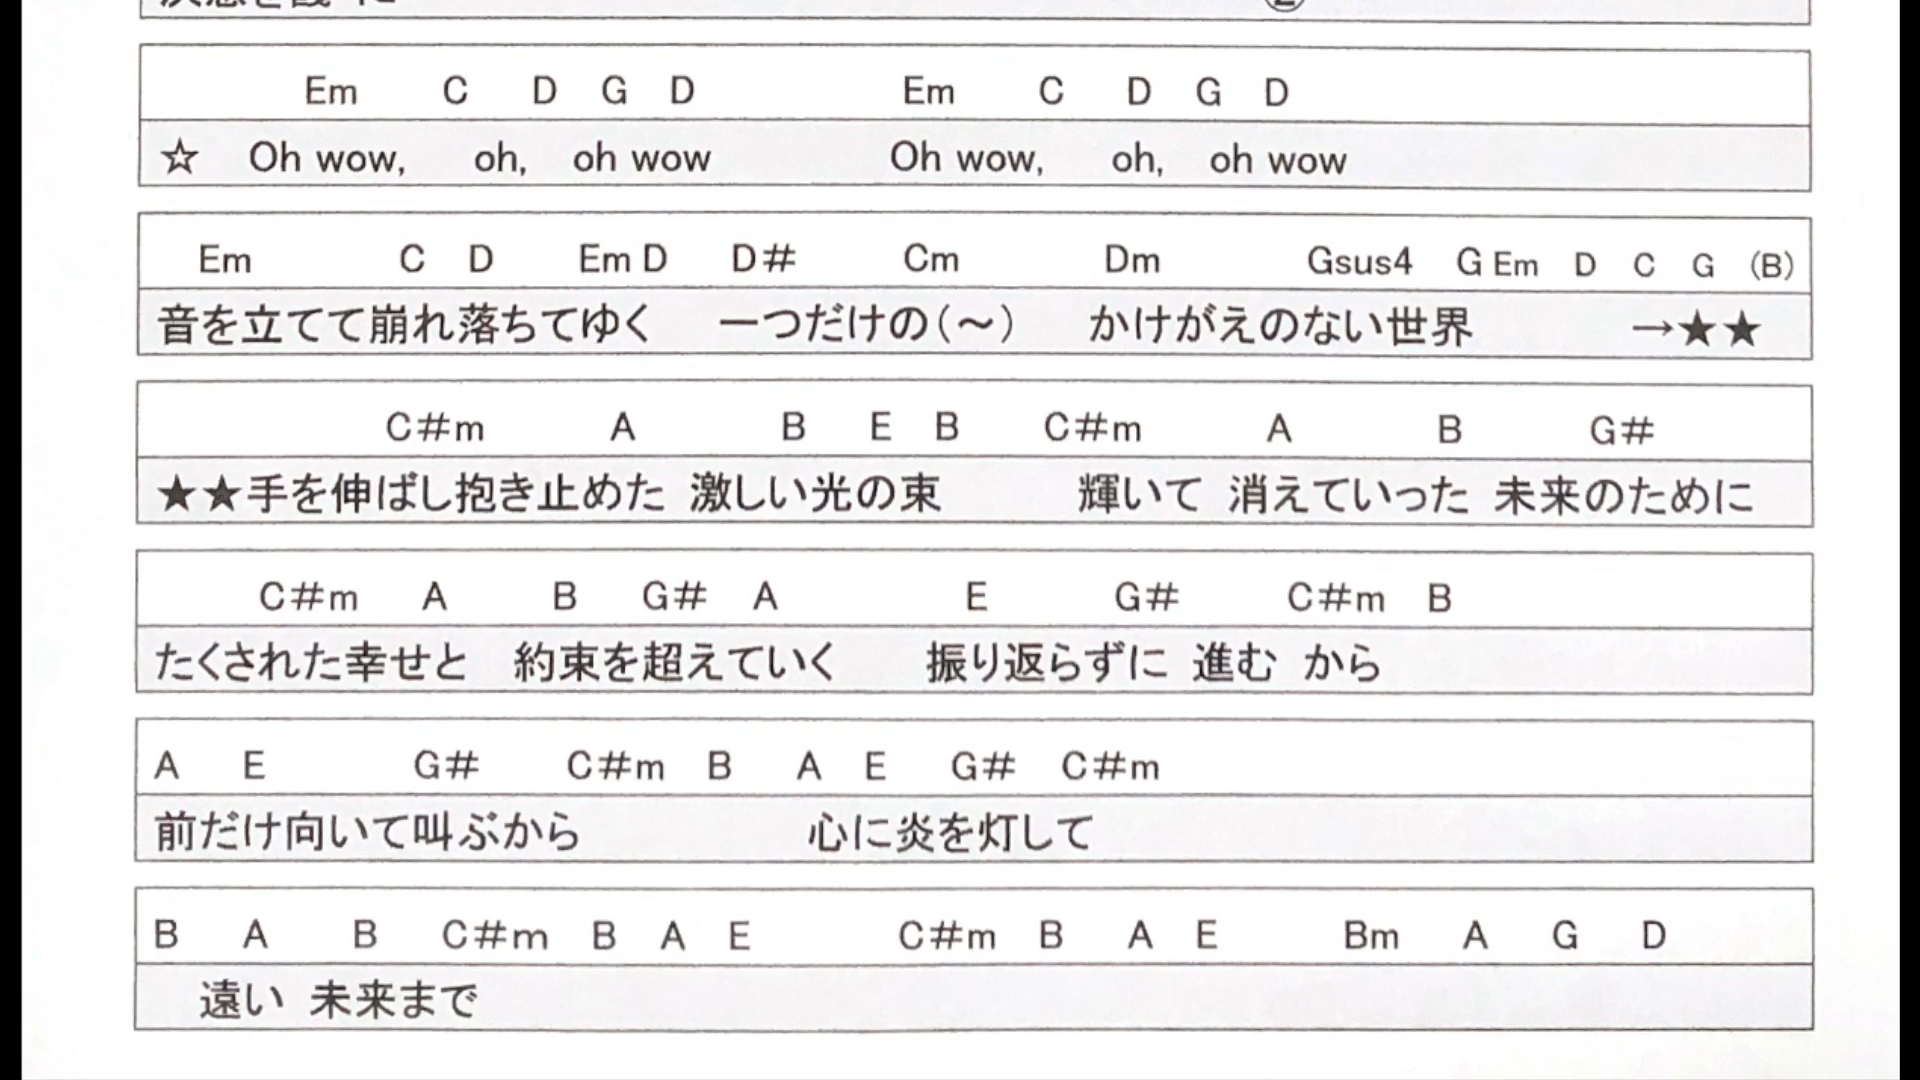 ②
Em C D G D Em C D G D
☆ Oh wow, oh, oh wow Oh wow, oh, oh wow
Em C D Em D D# Cm Dm Gsus4 G Em D C G (B)
音を立てて崩れ落ちてゆく 一つだけの(～) かけがえのない世界 →★★
C#m A B E B C#m A B G#
★★手を伸ばし抱き止めた 激しい光の束 輝いて 消えていった 未来のために
C#m A B G# A E G# C#m B
たくされた幸せと 約束を超えていく 振り返らずに 進む から
A E G# C#m B A E G# C#m
前だけ向いて叫ぶから 心に炎を灯して
B A B C#m B A E C#m B A E Bm A G D
遠い 未来まで